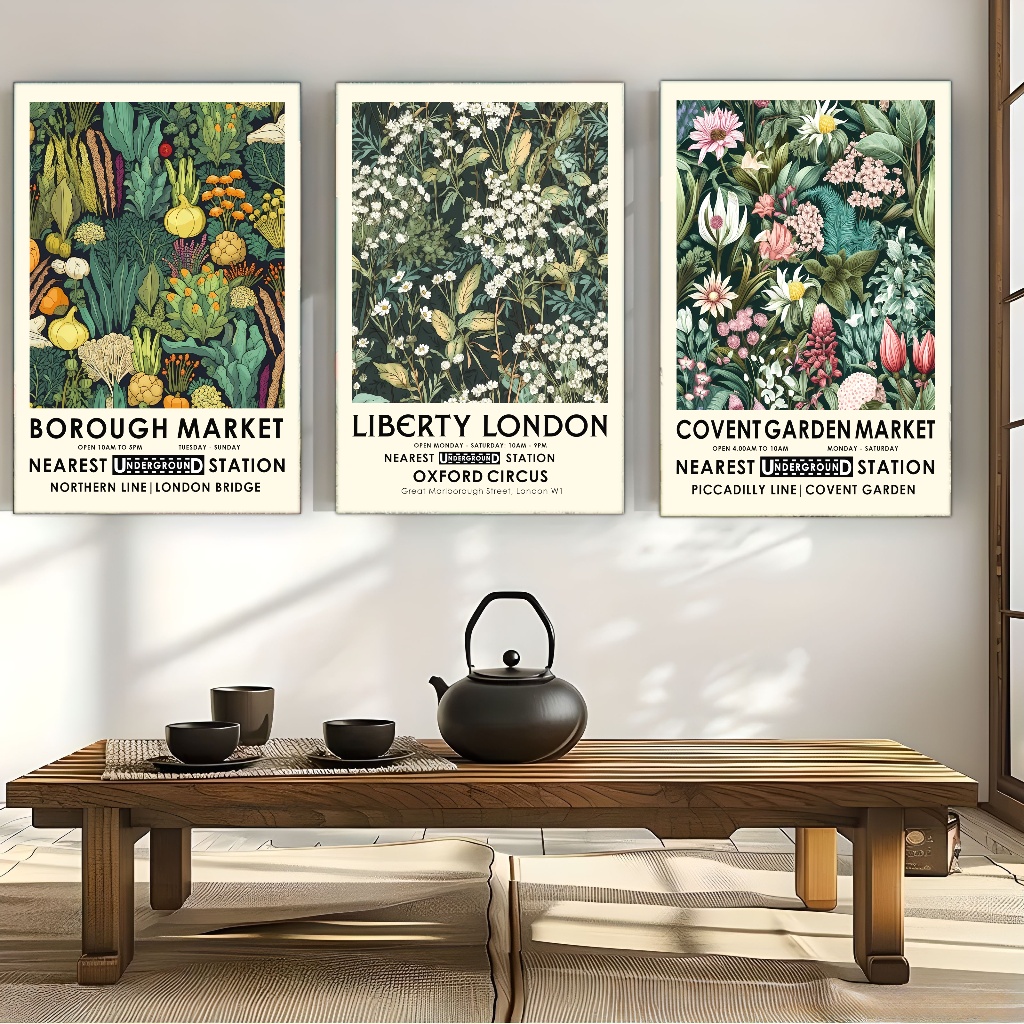 BOROUGH MARKET
OPEN 10AM TO 5PM TUESDAY - SUNDAY
NEAREST UNDERGROUND STATION
NORTHERN LINE|LONDON BRIDGE
LIBERTY LONDON
OPEN MONDAY - SATURDAY 10AM - 9PM
NEAREST UNDERGROUND STATION
OXFORD CIRCUS
Great Marlborough Street, London W1
COVENT GARDEN MARKET
OPEN 4.00AM TO 10AM MONDAY - SATURDAY
NEAREST UNDERGROUND STATION
PICCADILLY LINE|COVENT GARDEN